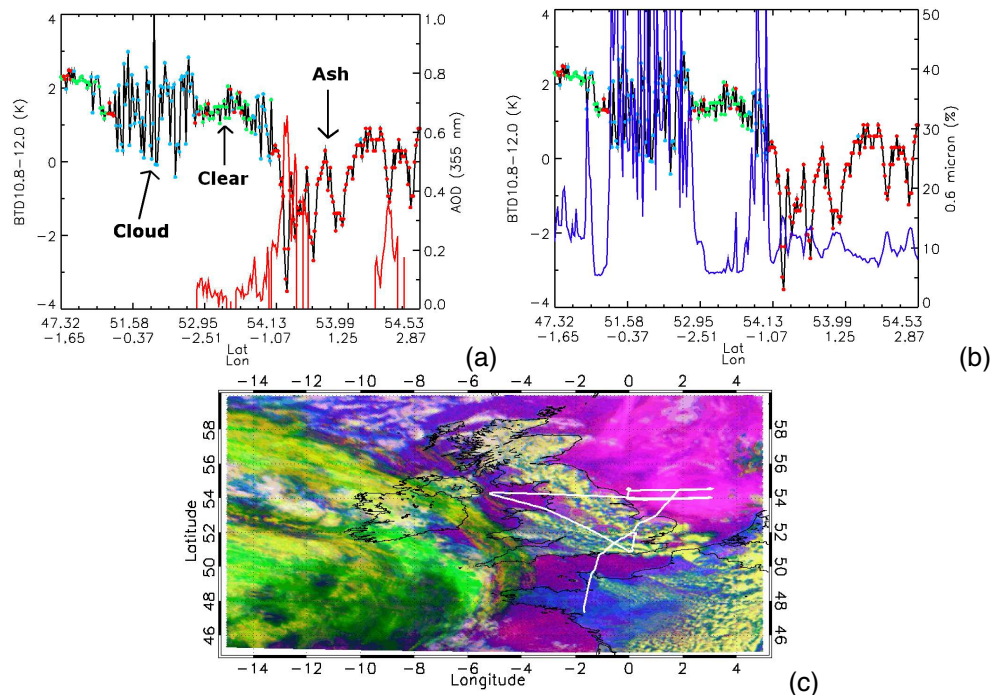 4
2
0
−2
−4
BTD10.8−12.0 (K)
1.0
0.8
0.6
0.4
0.2
0.0
AOD (355 nm)
Ash
Clear
Cloud
47.32 51.58 52.95 54.13 53.99 54.53
−1.65 −0.37 −2.51 −1.07 1.25 2.87
Lat
Lon
(a)
4
2
0
−2
−4
BTD10.8−12.0 (K)
50
40
30
20
10
0
0.6 micron (%)
47.32 51.58 52.95 54.13 53.99 54.53
−1.65 −0.37 −2.51 −1.07 1.25 2.87
Lat
Lon
(b)
−14 −12 −10 −8 −6 −4 −2 0 2 4
58
56
54
52
50
48
46
Latitude
58
56
54
52
50
48
46
Latitude
−14 −12 −10 −8 −6 −4 −2 0 2 4
Longitude
(c)